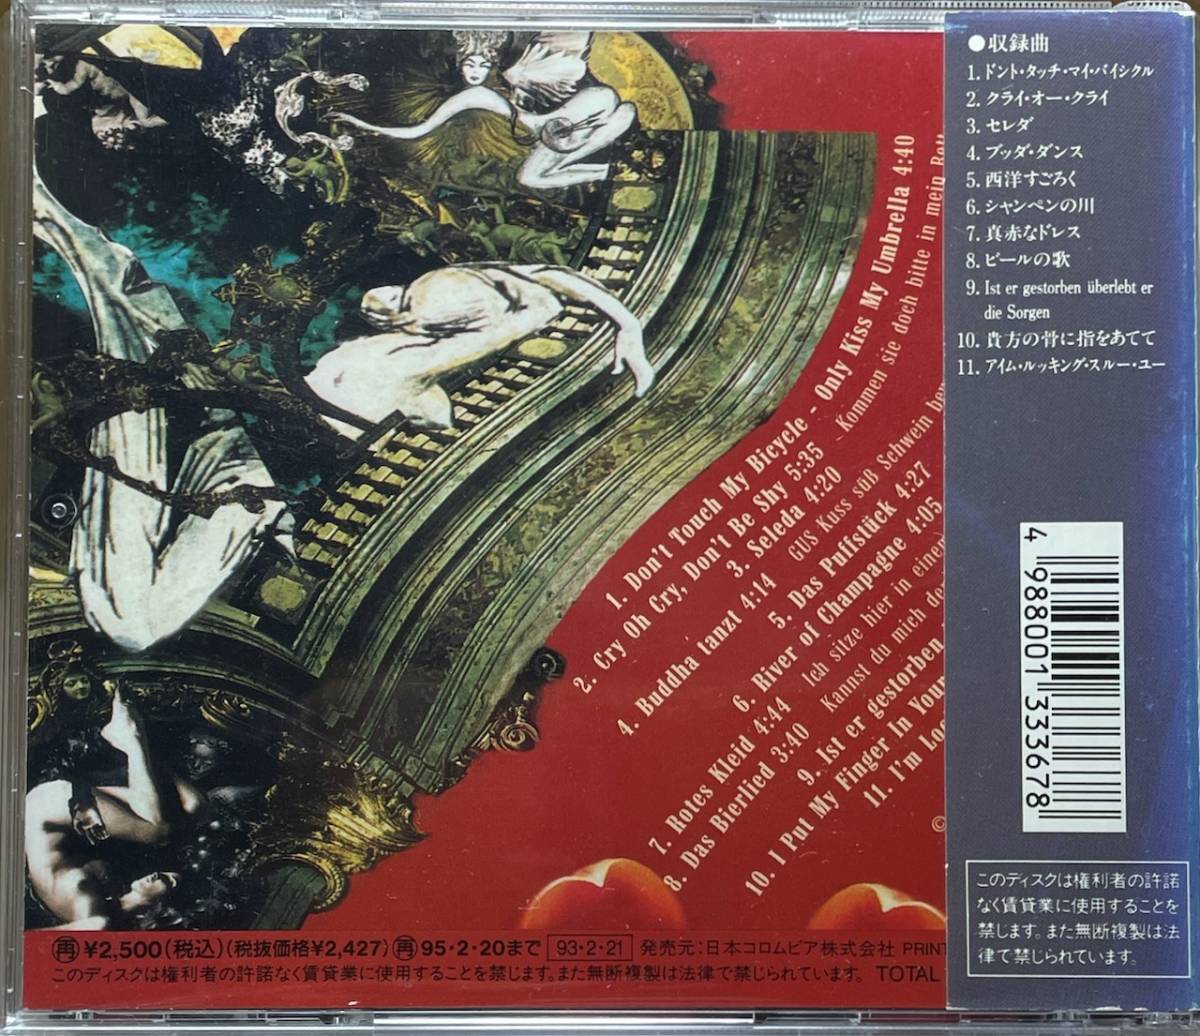 1. Don't Touch My Bicycle - Only Kiss My Umbrella 4:40
2. Cry Oh Cry, Don't Be Shy 5:35
Kommen sie doch bitte in mein
3. Seleda 4:20
4. Buddha tanzt 4:14
GUS Kuss süß Schwein
5. Das Puffstück 4:27
6. River of Champagne 4:05
Ich sitze hier in
7. Rotes Kleid 4:44
Kannst du mich
8. Das Bierlied 3:40
9. Ist er gestorben
10. I Put My Finger In Your
11. I'm
©
再 ¥2,500(税込)(税抜価格¥2,427) 再 95・2・20まで 93・2・21 発売元:日本コロムビア株式会社 PRINT
このディスクは権利者の許諾なく賃貸業に使用することを禁じます。また無断複製は法律で禁じられています。 TOTAL
●収録曲
1. ドント・タッチ・マイ・バイシクル
2. クライ・オー・クライ
3. セレダ
4. ブッダ・ダンス
5. 西洋すごろく
6. シャンペンの川
7. 真赤なドレス
8. ビールの歌
9. Ist er gestorben überlebt er
die Sorgen
10. 貴方の骨に指をあてて
11. アイム・ルッキング・スルー・ユー
4 988001 333678
このディスクは権利者の許諾
なく賃貸業に使用することを
禁じます。また無断複製は法
律で禁じられています。